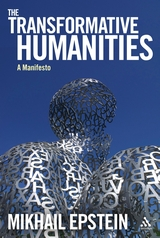 THE
TRANSFORMATIVE
HUMANITIES
A Manifesto
MIKHAIL EPSTEIN